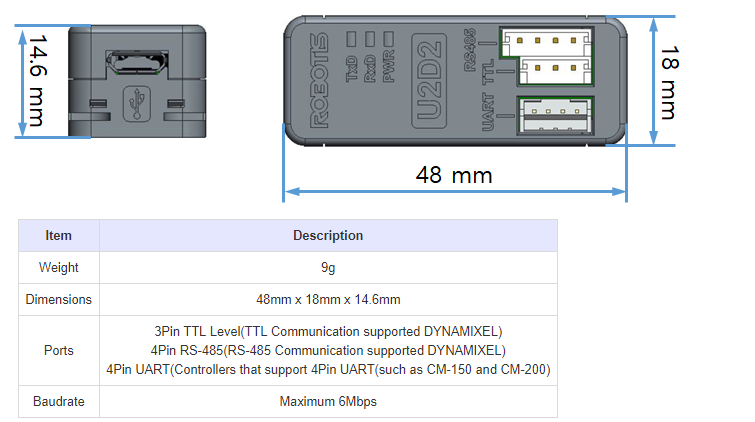 14.6 mm
ROBOTIS
TxD
RxD
PWR
U2D2
RS485
TTL
UART
18 mm
48 mm
Item Description
Weight 9g
Dimensions 48mm x 18mm x 14.6mm
Ports 3Pin TTL Level(TTL Communication supported DYNAMIXEL)
4Pin RS-485(RS-485 Communication supported DYNAMIXEL)
4Pin UART(Controllers that support 4Pin UART(such as CM-150 and CM-200)
Baudrate Maximum 6Mbps